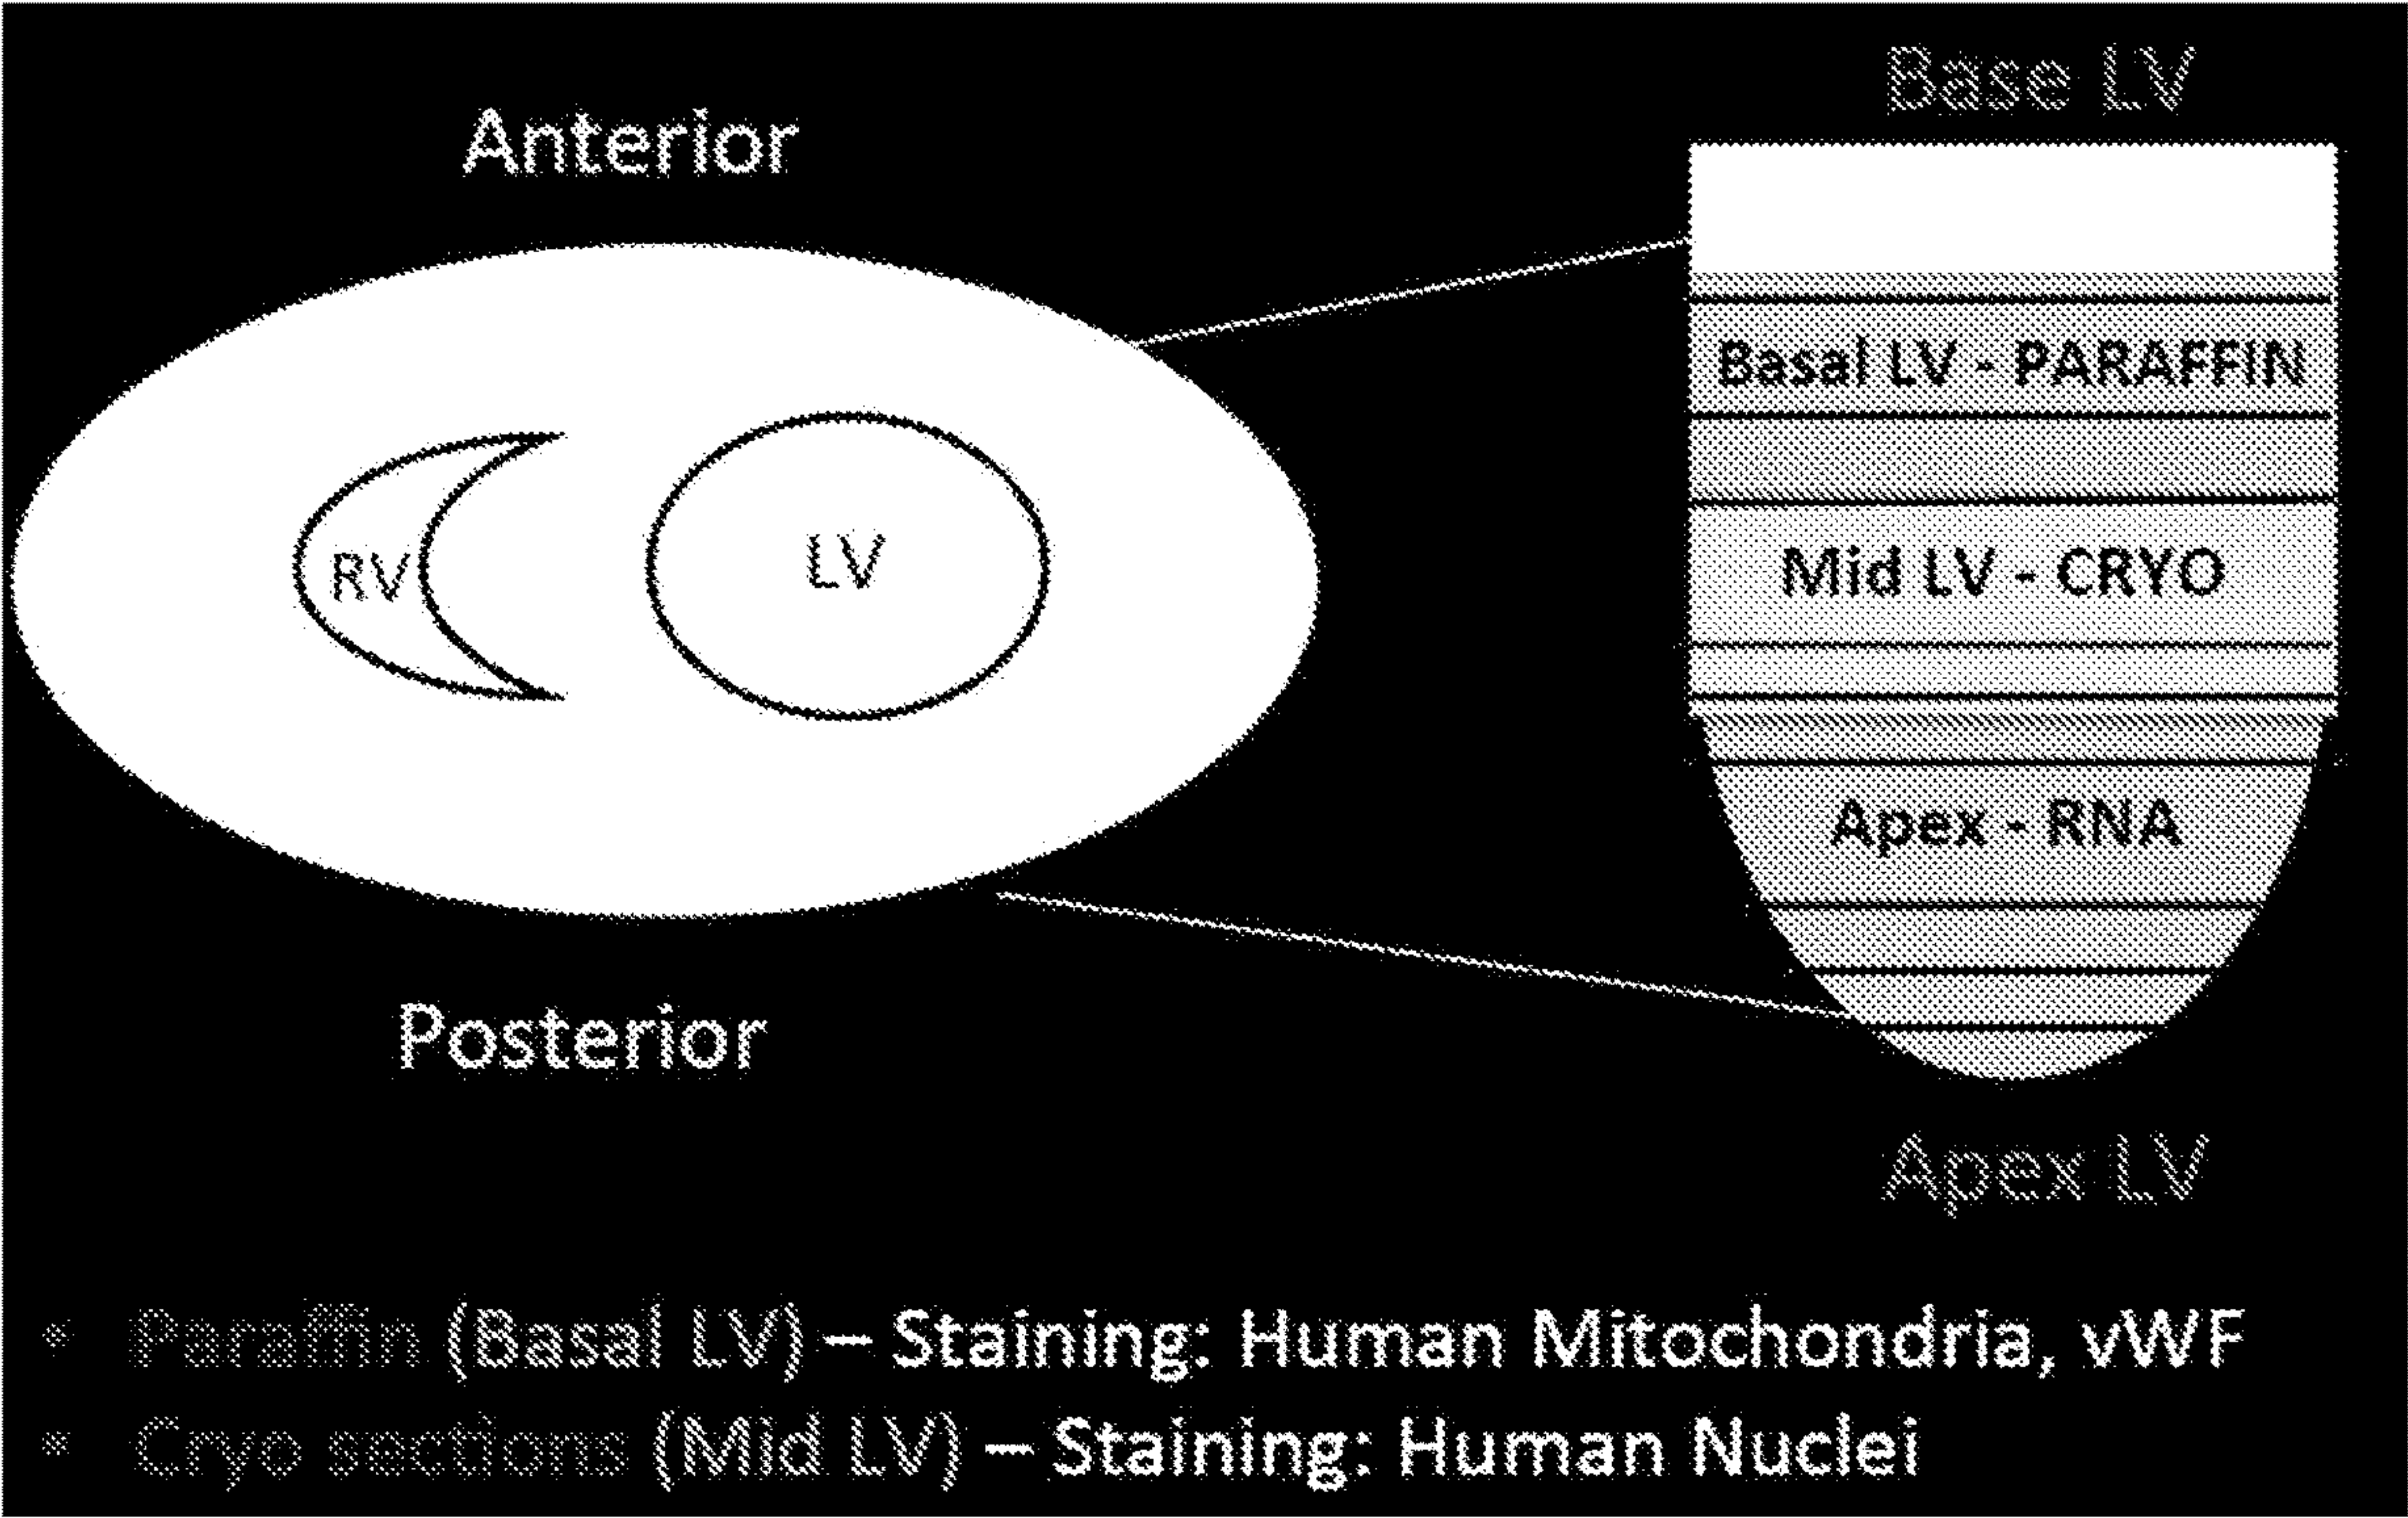 Base LV
Anterior
Basal LV - PARAFFIN
RV
LV
Mid LV - CRYO
Apex - RNA
Posterior
Apex LV
• Paraffin (Basal LV) – Staining: Human Mitochondria, vWF
• Cryo sections (Mid LV) – Staining: Human Nuclei